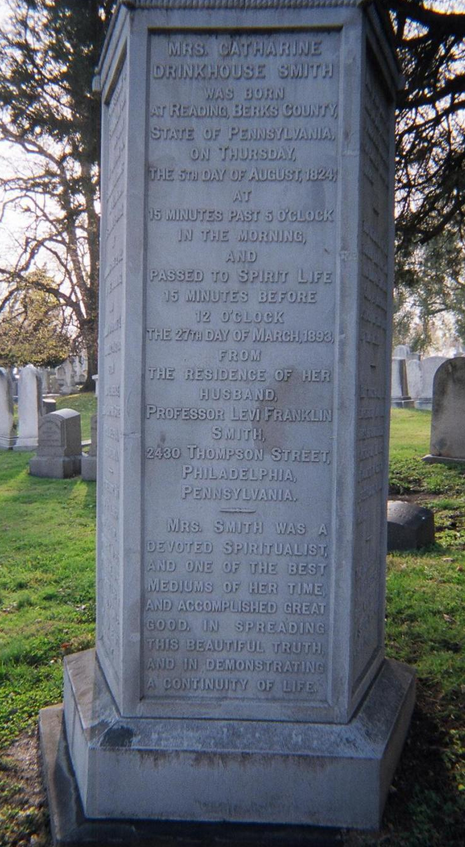 MRS. CATHARINE
DRINKHOUSE SMITH
WAS BORN
AT READING, BERKS COUNTY,
STATE OF PENNSYLVANIA,
ON THURSDAY,
THE 5TH DAY OF AUGUST, 1824,
AT
15 MINUTES PAST 5 O'CLOCK
IN THE MORNING,
AND
PASSED TO SPIRIT LIFE
15 MINUTES BEFORE
12 O'CLOCK
THE 27TH DAY OF MARCH, 1893,
FROM
THE RESIDENCE OF HER
HUSBAND,
PROFESSOR LEVI FRANKLIN
SMITH,
2430 THOMPSON STREET,
PHILADELPHIA,
PENNSYLVANIA.
MRS. SMITH WAS A
DEVOTED SPIRITUALIST,
AND ONE OF THE BEST
MEDIUMS OF HER TIME,
AND ACCOMPLISHED GREAT
GOOD, IN SPREADING
THIS BEAUTIFUL TRUTH,
AND IN DEMONSTRATING
A CONTINUITY OF LIFE.